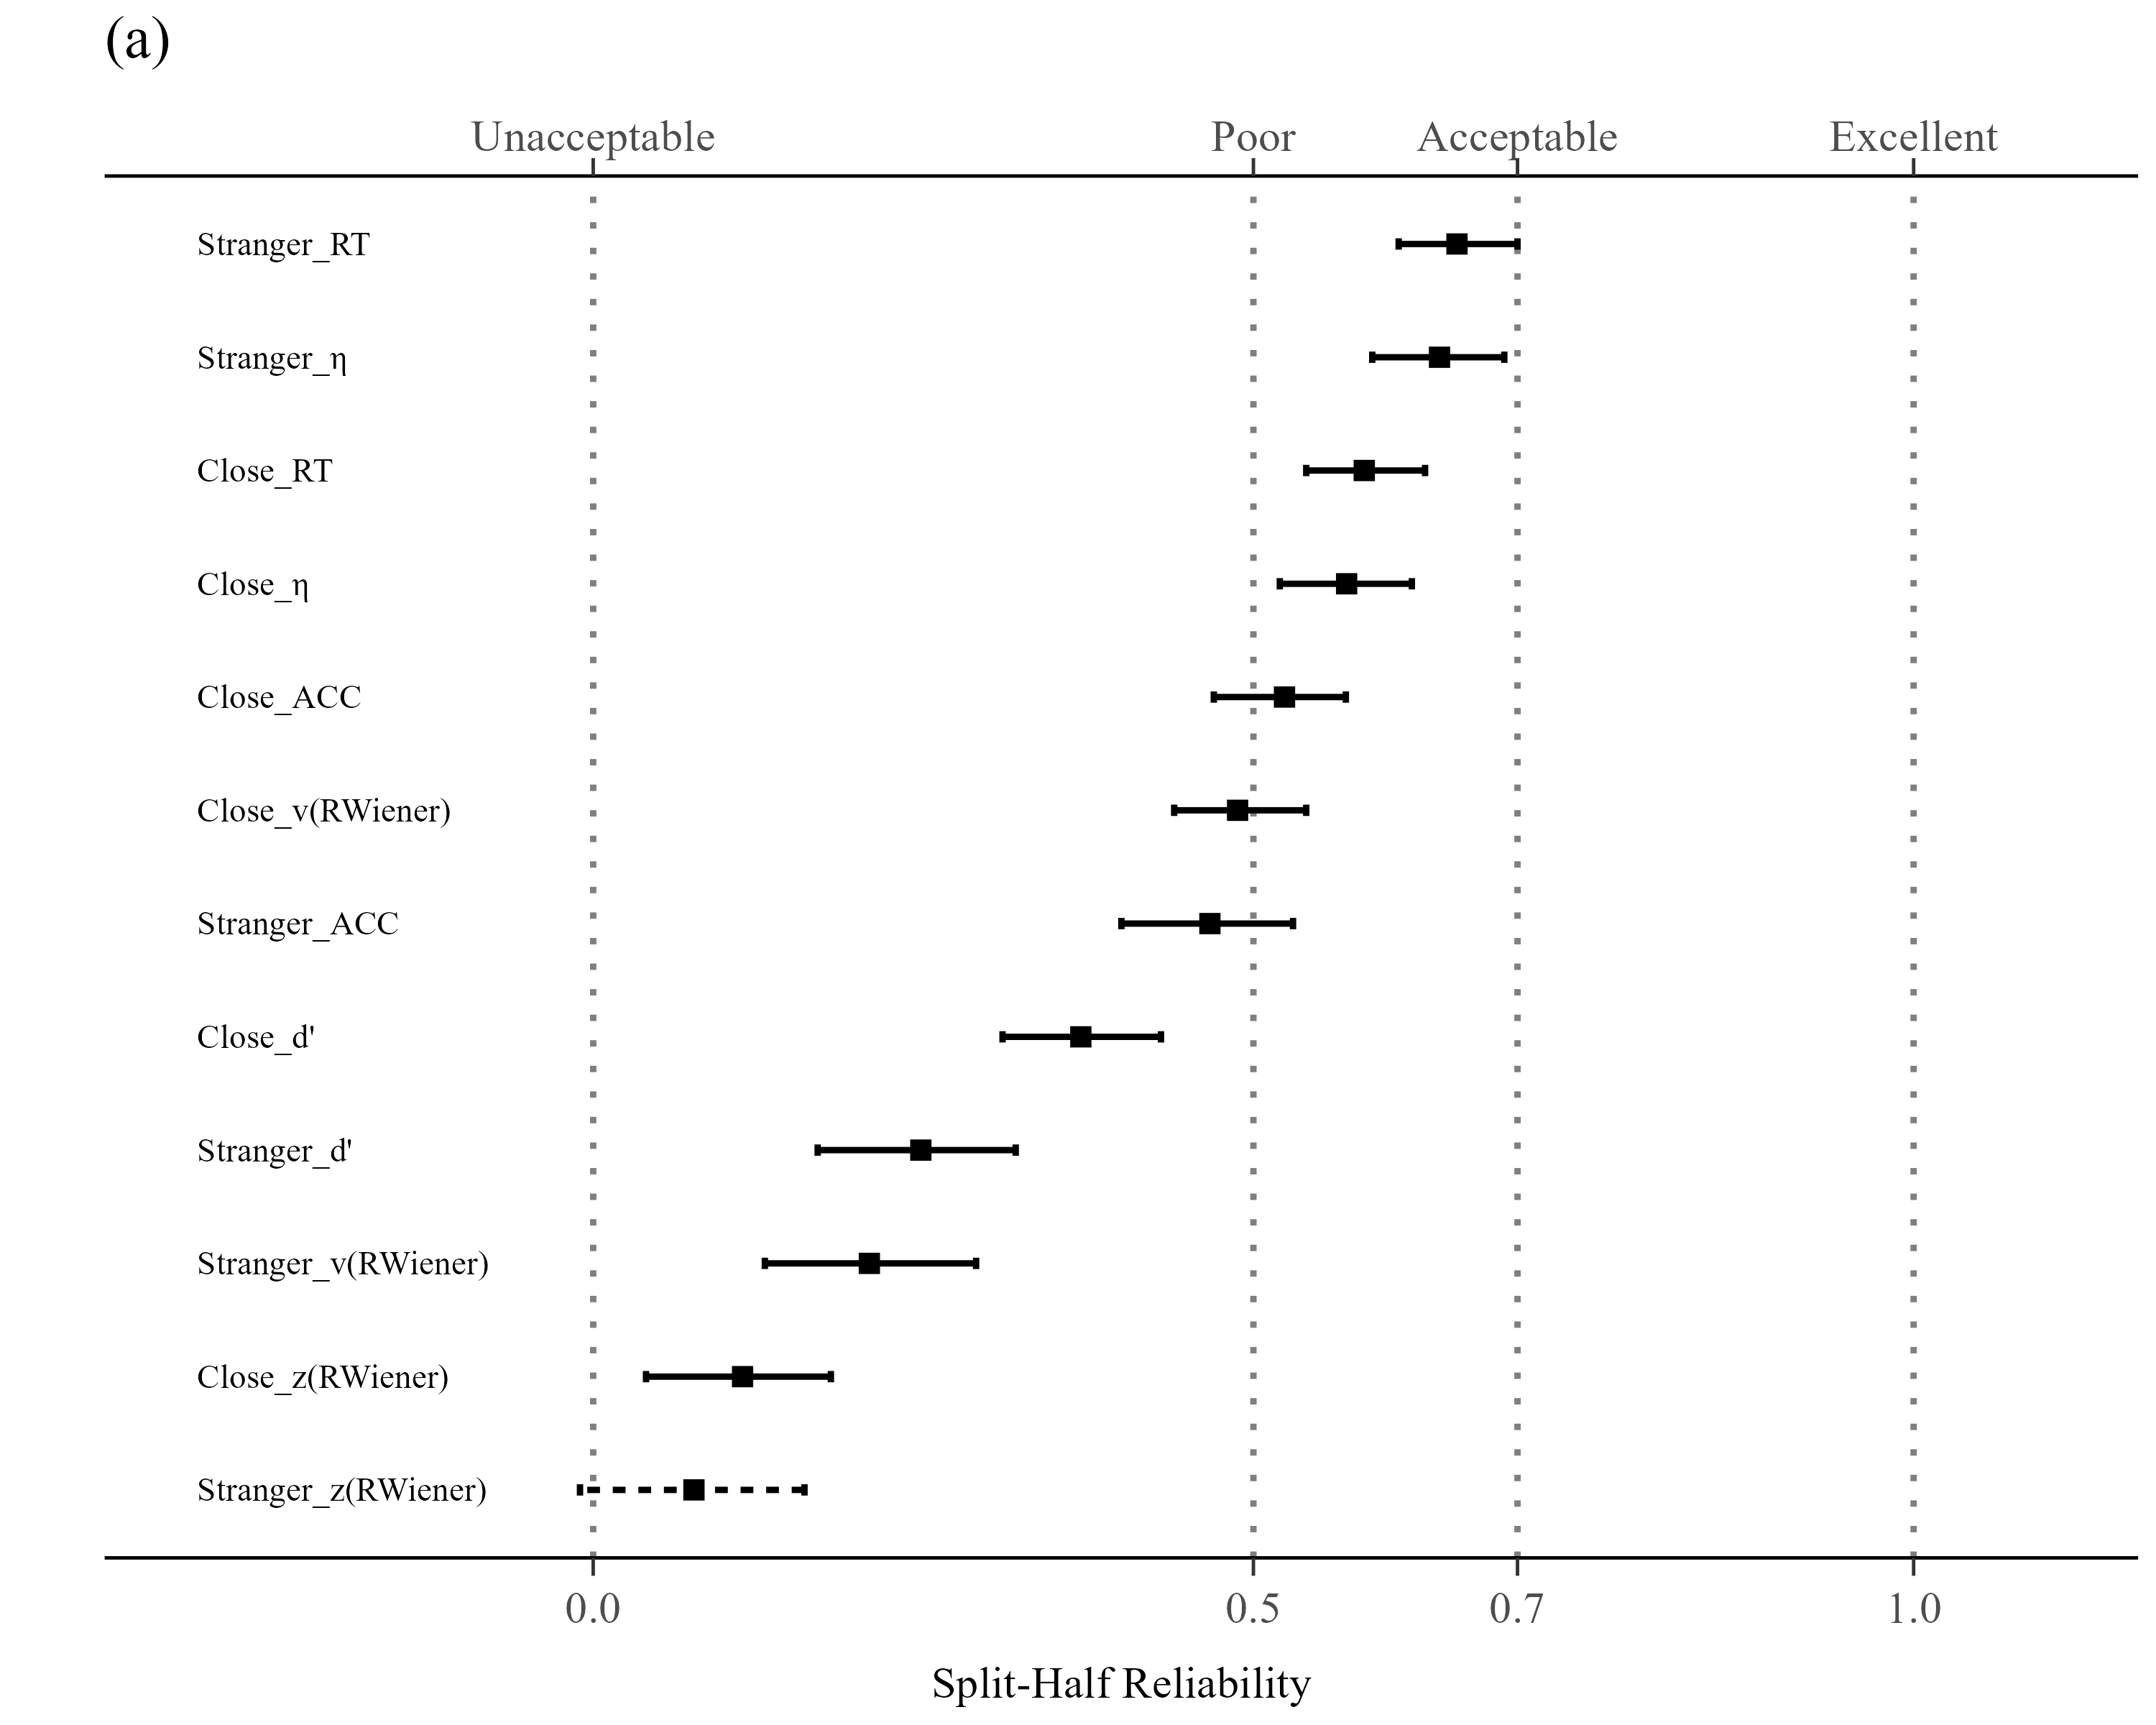 (a)
Unacceptable Poor Acceptable Excellent
Stranger_RT
Stranger_η
Close_RT
Close_η
Close_ACC
Close_v(RWiener)
Stranger_ACC
Close_d'
Stranger_d'
Stranger_v(RWiener)
Close_z(RWiener)
Stranger_z(RWiener)
0.0 0.5 0.7 1.0
Split-Half Reliability